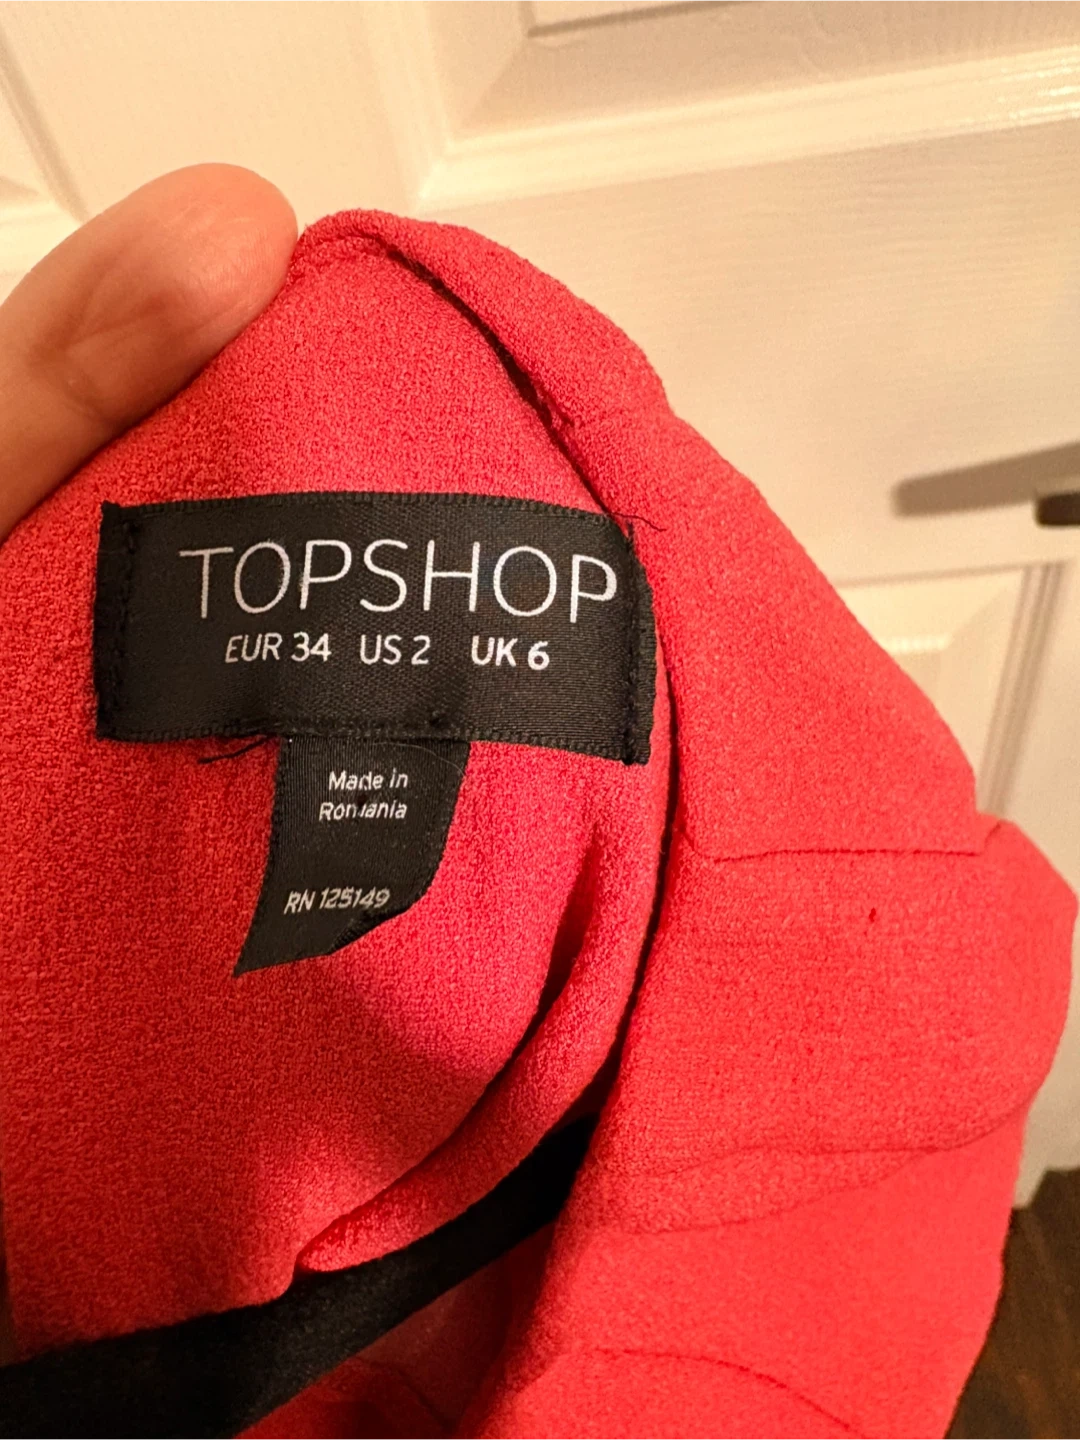 TOPSHOP
EUR 34 US 2 UK 6
Made in
Romania
RN 125149